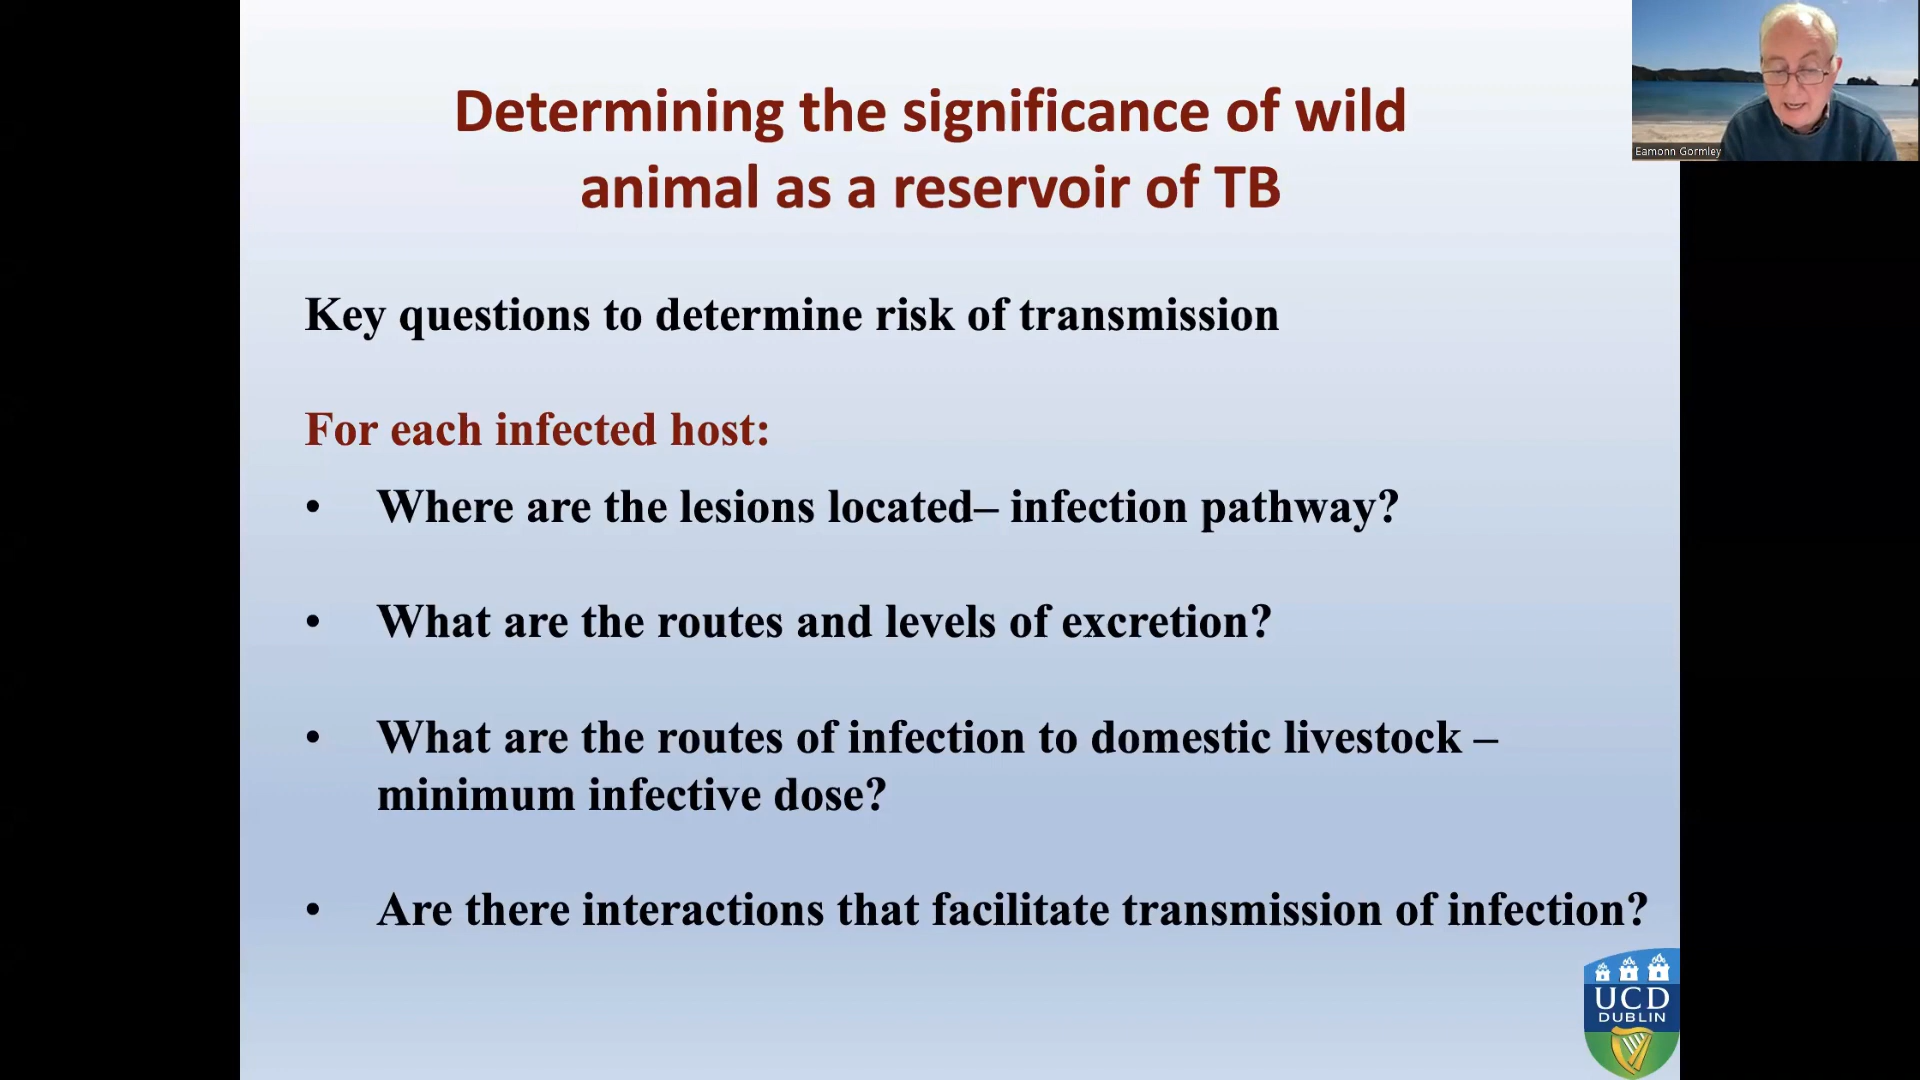 Determining the significance of wild
animal as a reservoir of TB
Eamonn Gormley
Key questions to determine risk of transmission
For each infected host:
• Where are the lesions located– infection pathway?
• What are the routes and levels of excretion?
• What are the routes of infection to domestic livestock –
minimum infective dose?
• Are there interactions that facilitate transmission of infection?
UCD
DUBLIN